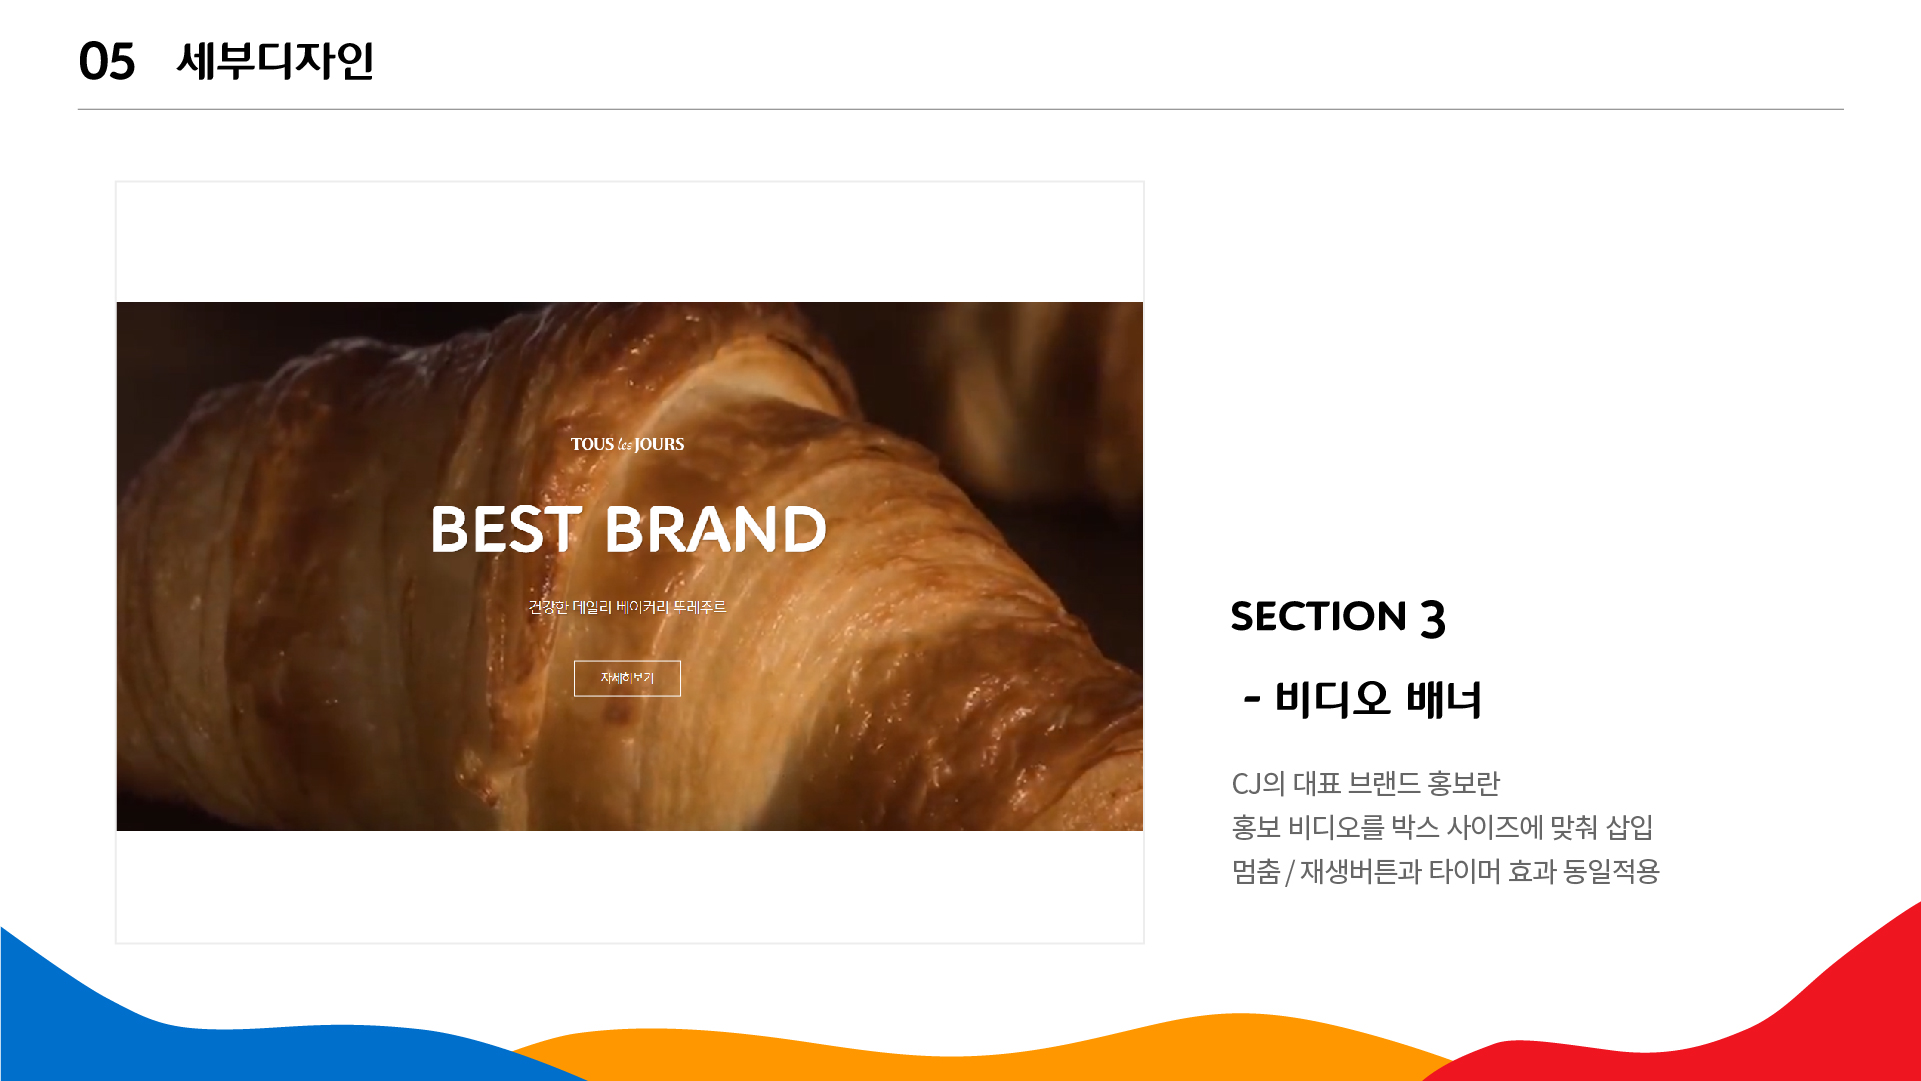 05 세부디자인
TOUS les JOURS
BEST BRAND
건강한 데일리 베이커리 뚜레주르
자세히보기
SECTION 3
- 비디오 배너
CJ의 대표 브랜드 홍보란
홍보 비디오를 박스 사이즈에 맞춰 삽입
멈춤 / 재생버튼과 타이머 효과 동일적용